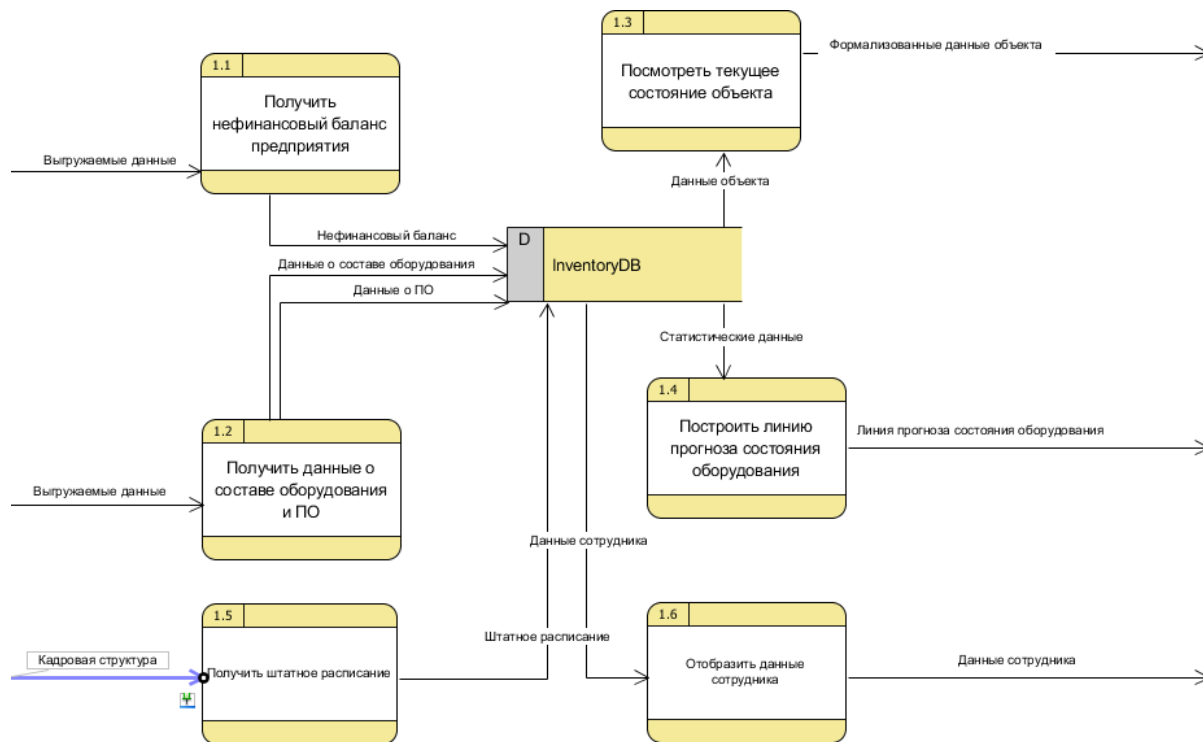 1.3
Формализованные данные объекта
Посмотреть текущее
состояние объекта
1.1
Получить
нефинансовый баланс
предприятия
Выгружаемые данные
Данные объекта
Нефинансовый баланс
D
InventoryDB
Данные о составе оборудования
Данные о ПО
Статистические данные
1.4
Построить линию
прогноза состояния
оборудования
Линия прогноза состояния оборудования
1.2
Получить данные о
составе оборудования
и ПО
Выгружаемые данные
Данные сотрудника
1.5
Получить штатное расписание
Кадровая структура
Штатное расписание
1.6
Отобразить данные
сотрудника
Данные сотрудника